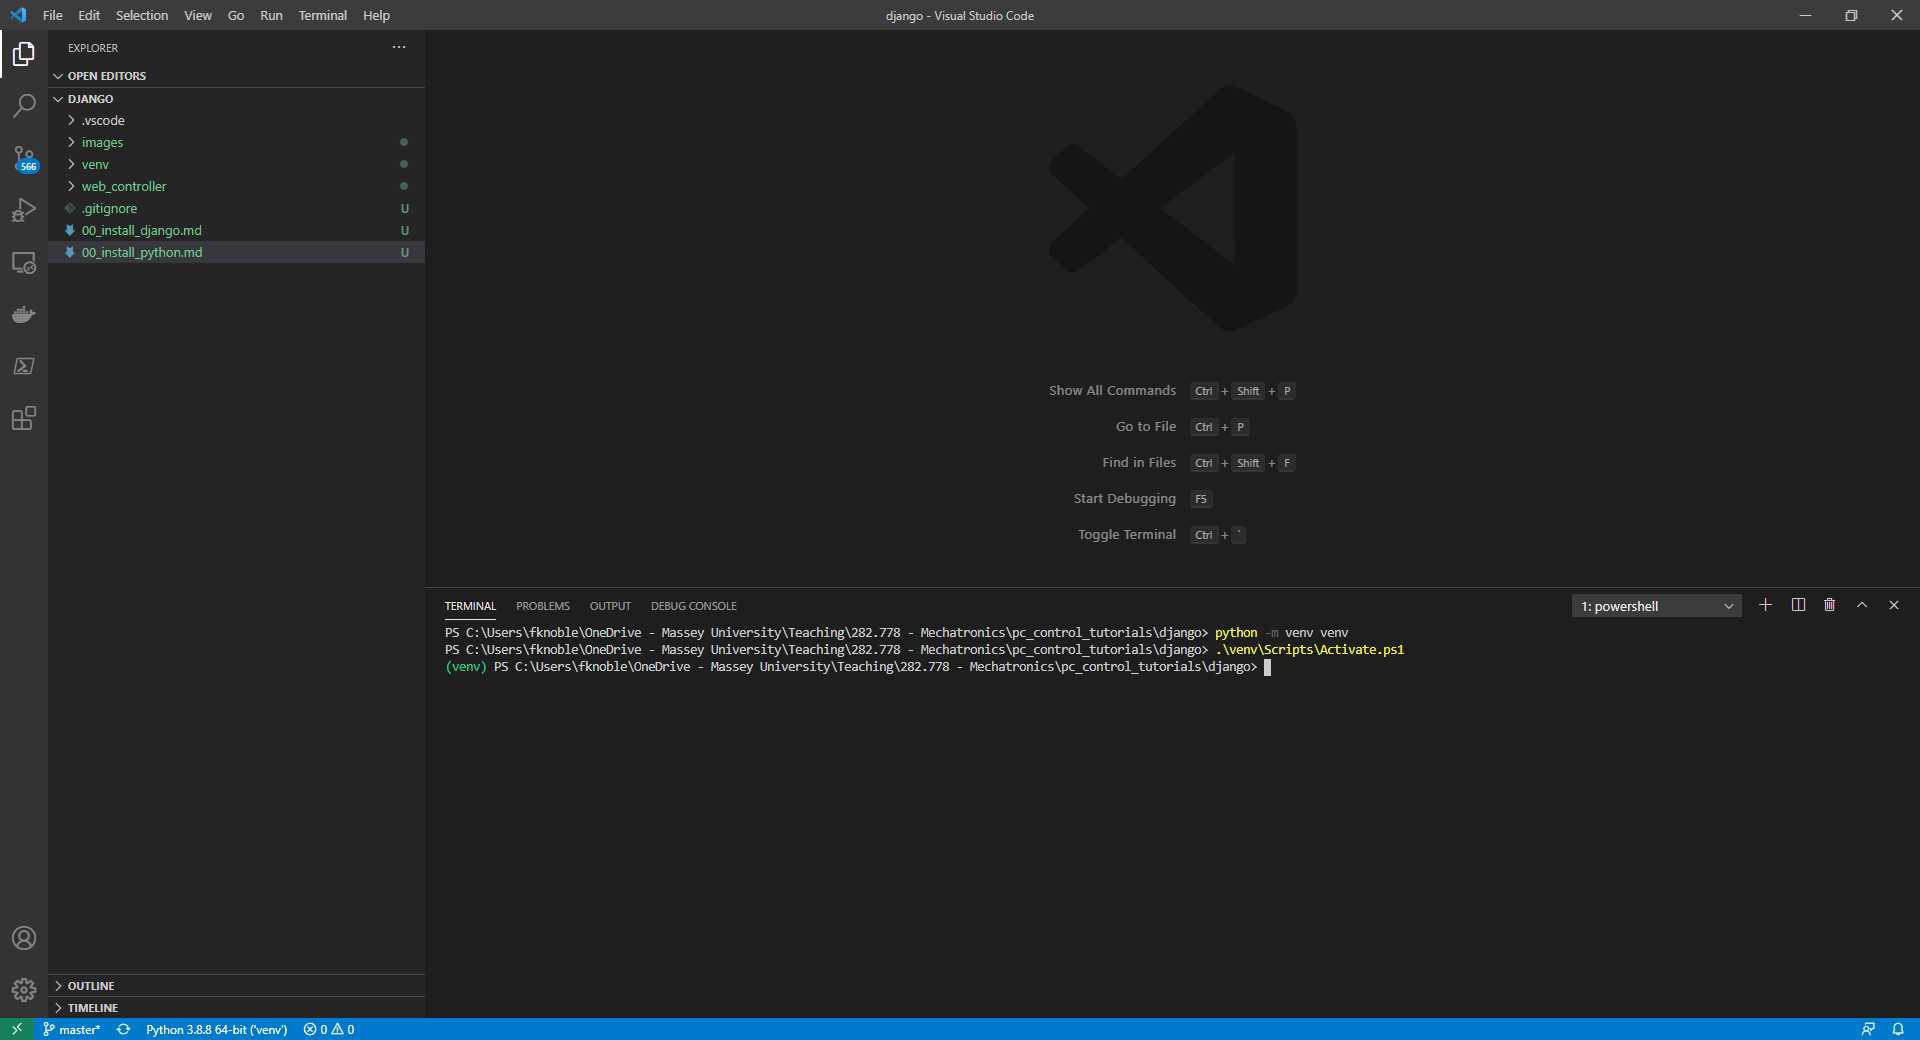 File Edit Selection View Go Run Terminal Help
django - Visual Studio Code
EXPLORER
OPEN EDITORS
DJANGO
.vscode
images
venv
web_controller
.gitignore U
00_install_django.md U
00_install_python.md U
566
Show All Commands Ctrl + Shift + P
Go to File Ctrl + P
Find in Files Ctrl + Shift + F
Start Debugging F5
Toggle Terminal Ctrl + `
TERMINAL PROBLEMS OUTPUT DEBUG CONSOLE 1: powershell
PS C:\Users\fknoble\OneDrive - Massey University\Teaching\282.778 - Mechatronics\pc_control_tutorials\django> python -m venv venv
PS C:\Users\fknoble\OneDrive - Massey University\Teaching\282.778 - Mechatronics\pc_control_tutorials\django> .\venv\Scripts\Activate.ps1
(venv) PS C:\Users\fknoble\OneDrive - Massey University\Teaching\282.778 - Mechatronics\pc_control_tutorials\django>
OUTLINE
TIMELINE
master* Python 3.8.8 64-bit ('venv') 0 0